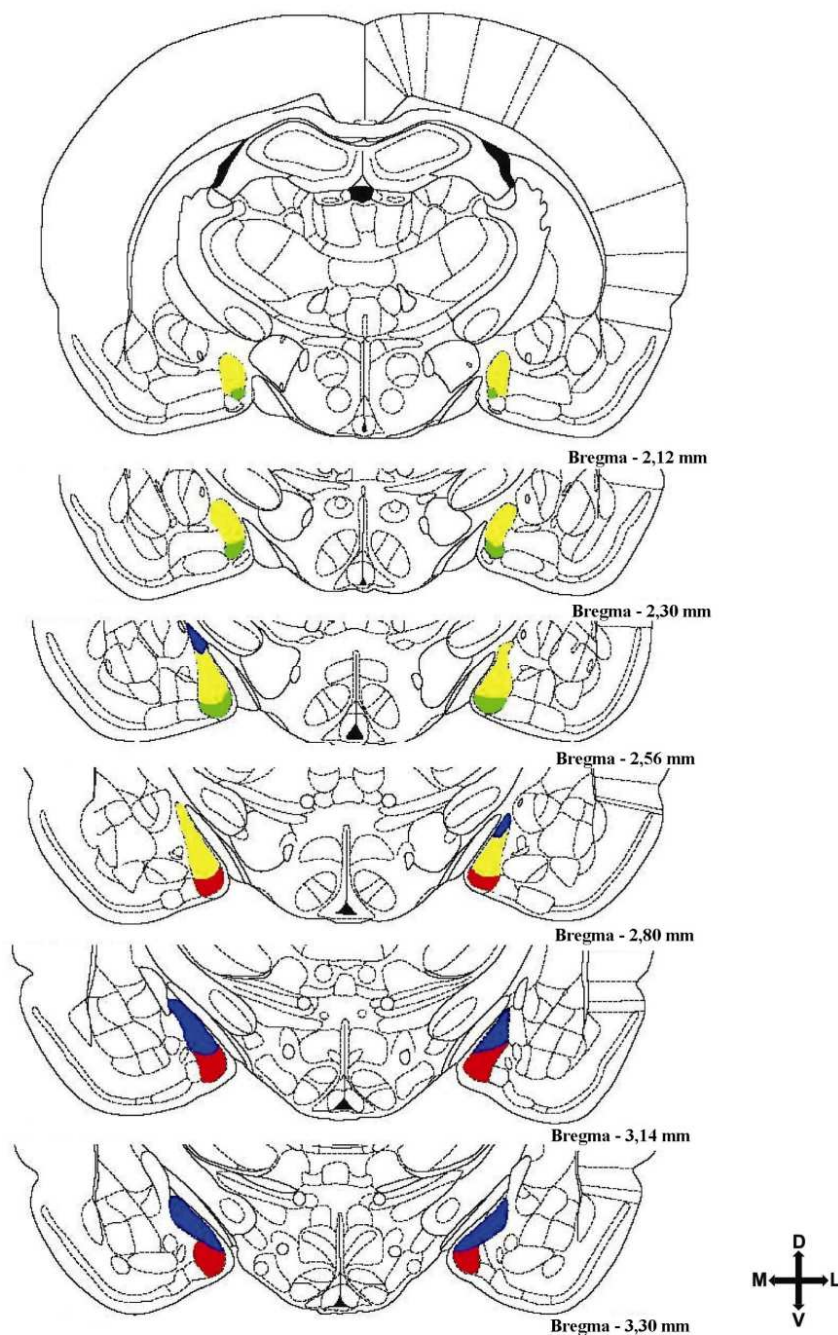 Bregma - 2,12 mm
Bregma - 2,30 mm
Bregma - 2,56 mm
Bregma - 2,80 mm
Bregma - 3,14 mm
D
M L
V
Bregma - 3,30 mm